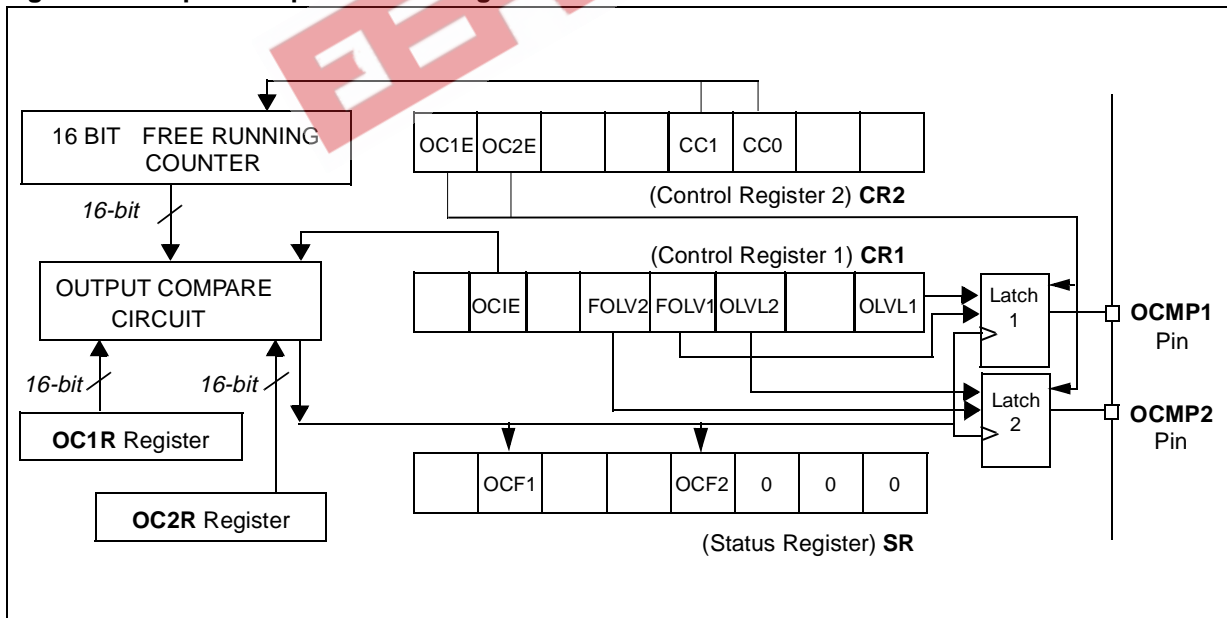 16 BIT FREE RUNNING
COUNTER
OC1E OC2E CC1 CC0
(Control Register 2) CR2
16-bit
(Control Register 1) CR1
OUTPUT COMPARE
CIRCUIT
OCIE FOLV2 FOLV1 OLVL2 OLVL1
Latch
1
OCMP1
Pin
16-bit 16-bit
Latch
2
OCMP2
Pin
OC1R Register
OCF1 OCF2 0 0 0
OC2R Register
(Status Register) SR